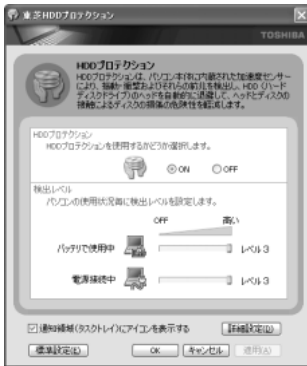 東芝HDDプロテクション
TOSHIBA
HDDプロテクション
HDDプロテクションは、パソコン本体に内蔵された加速度センサー
により、振動・衝撃およびそれらの前兆を検出し、HDD (ハード
ディスクドライブ)のヘッドを自動的に退避して、ヘッドとディスクの
接触によるディスクの損傷の危険性を軽減します。
HDDプロテクション
HDDプロテクションを使用するかどうか選択します。
ON OFF
検出レベル
パソコンの使用状況毎に検出レベルを設定します。
OFF 高い
バッテリで使用中 レベル 3
電源接続中 レベル 3
通知領域(タスクトレイ)にアイコンを表示する 詳細設定(D)
標準設定(E) OK キャンセル 適用(A)